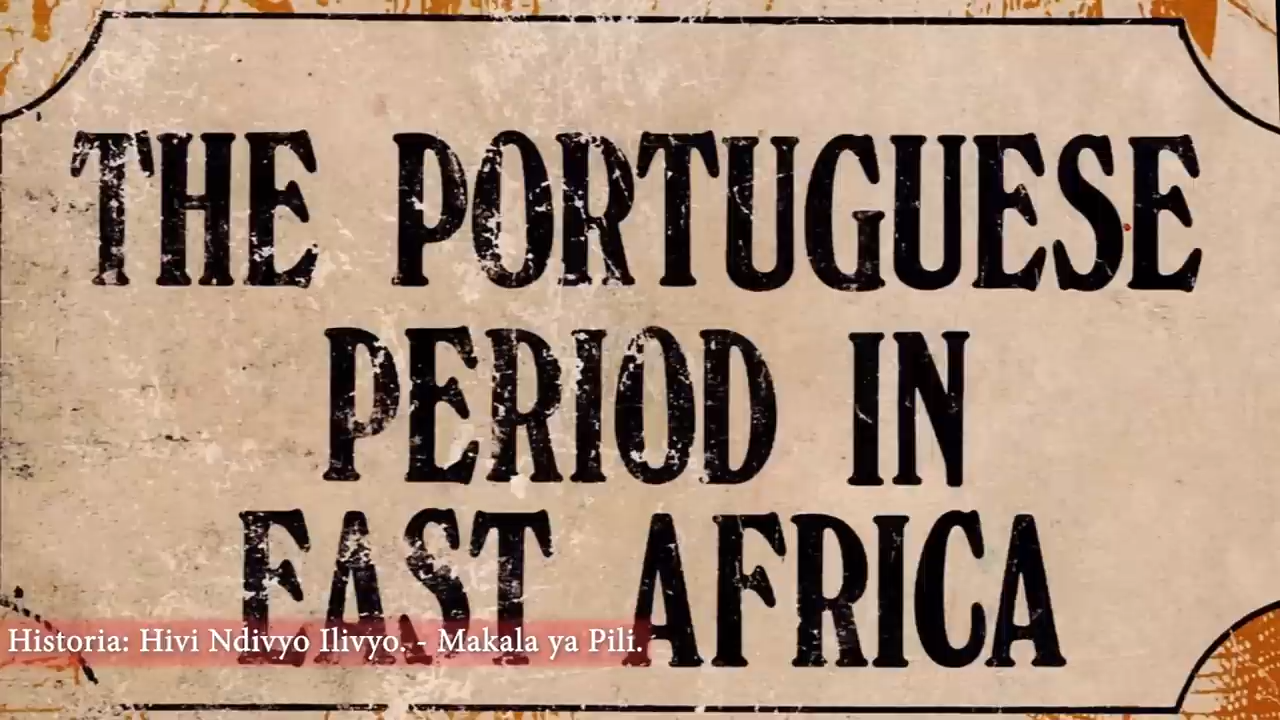 THE PORTUGUESE
PERIOD IN
EAST AFRICA
Historia: Hivi Ndivyo Ilivyo. - Makala ya Pili.